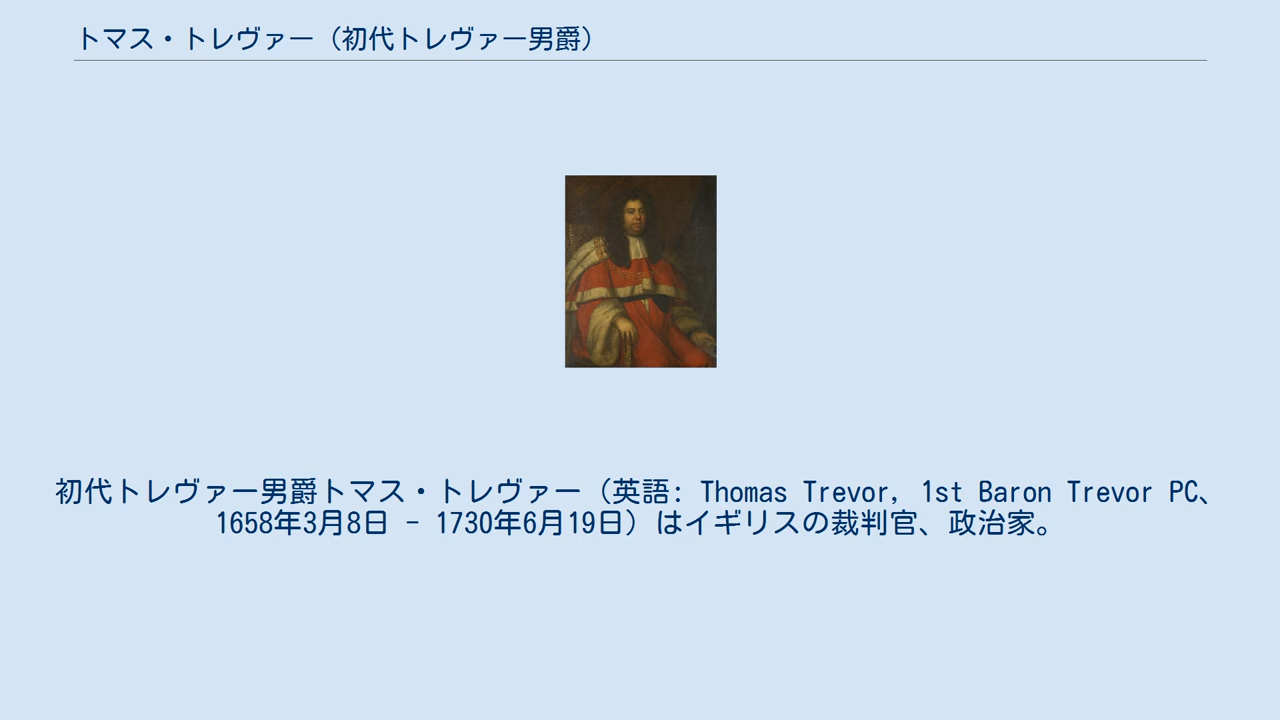 トマス・トレヴァー（初代トレヴァー男爵）
初代トレヴァー男爵トマス・トレヴァー（英語: Thomas Trevor, 1st Baron Trevor PC、
1658年3月8日 - 1730年6月19日）はイギリスの裁判官、政治家。